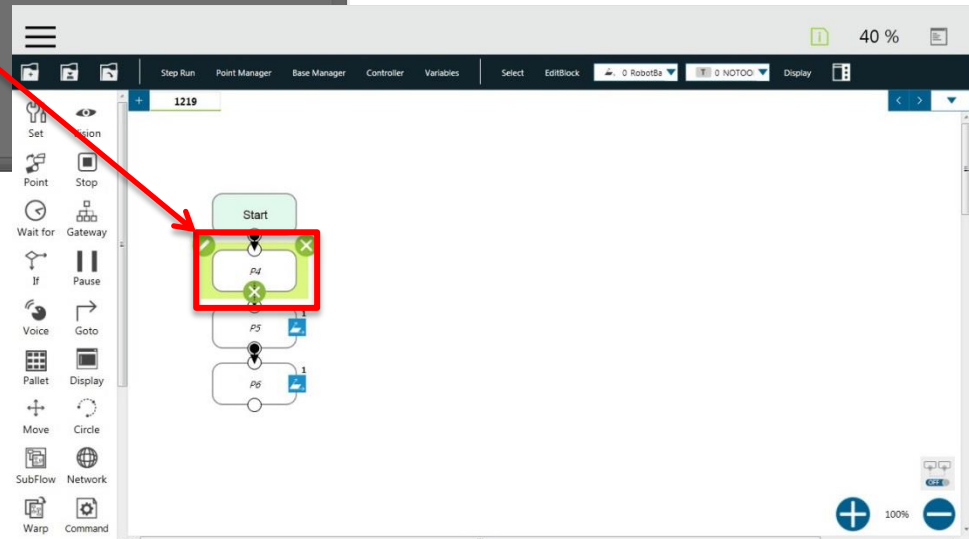 40 %
Step Run Point Manager Base Manager Controller Variables Select EditBlock 0 RobotBa T 0 NOTOO Display
+ 1219
Set Vision
Point Stop
Wait for Gateway
If Pause
Voice Goto
Pallet Display
Move Circle
SubFlow Network
Warp Command
Start
P4
P5 1
P6 1
OFF
100%